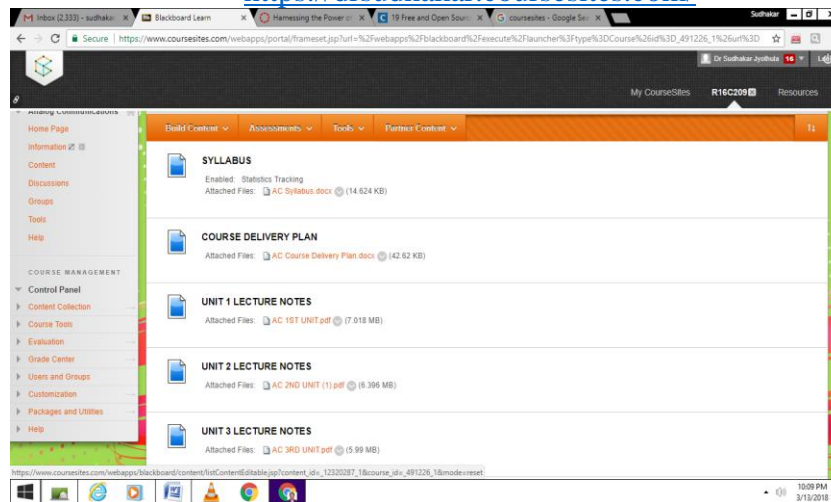 https://drsudhakar.coursesites.com/
Inbox (2,333) - sudhakar
Blackboard Learn
Harnessing the Power of
19 Free and Open Sourc
coursesites - Google Sea
Sudhakar
Secure https://www.coursesites.com/webapps/portal/frameset.jsp?url=%2Fwebapps%2Fblackboard%2Fexecute%2Flauncher%3Ftype%3DCourse%26id%3D_491226_1%26url%3D
Dr Sudhakar Jyothula 16
My CourseSites R16C209 Resources
Analog Communications
Home Page
Information
Content
Discussions
Groups
Tools
Help
COURSE MANAGEMENT
Control Panel
Content Collection
Course Tools
Evaluation
Grade Center
Users and Groups
Customization
Packages and Utilities
Help
Build Content Assessments Tools Partner Content
SYLLABUS
Enabled: Statistics Tracking
Attached Files: AC Syllabus.docx (14.624 KB)
COURSE DELIVERY PLAN
Attached Files: AC Course Delivery Plan.docx (42.62 KB)
UNIT 1 LECTURE NOTES
Attached Files: AC 1ST UNIT.pdf (7.018 MB)
UNIT 2 LECTURE NOTES
Attached Files: AC 2ND UNIT (1).pdf (6.396 MB)
UNIT 3 LECTURE NOTES
Attached Files: AC 3RD UNIT.pdf (5.99 MB)
https://www.coursesites.com/webapps/blackboard/content/listContentEditable.jsp?content_id=_12320287_1&course_id=_491226_1&mode=reset
10:09 PM
3/13/2018